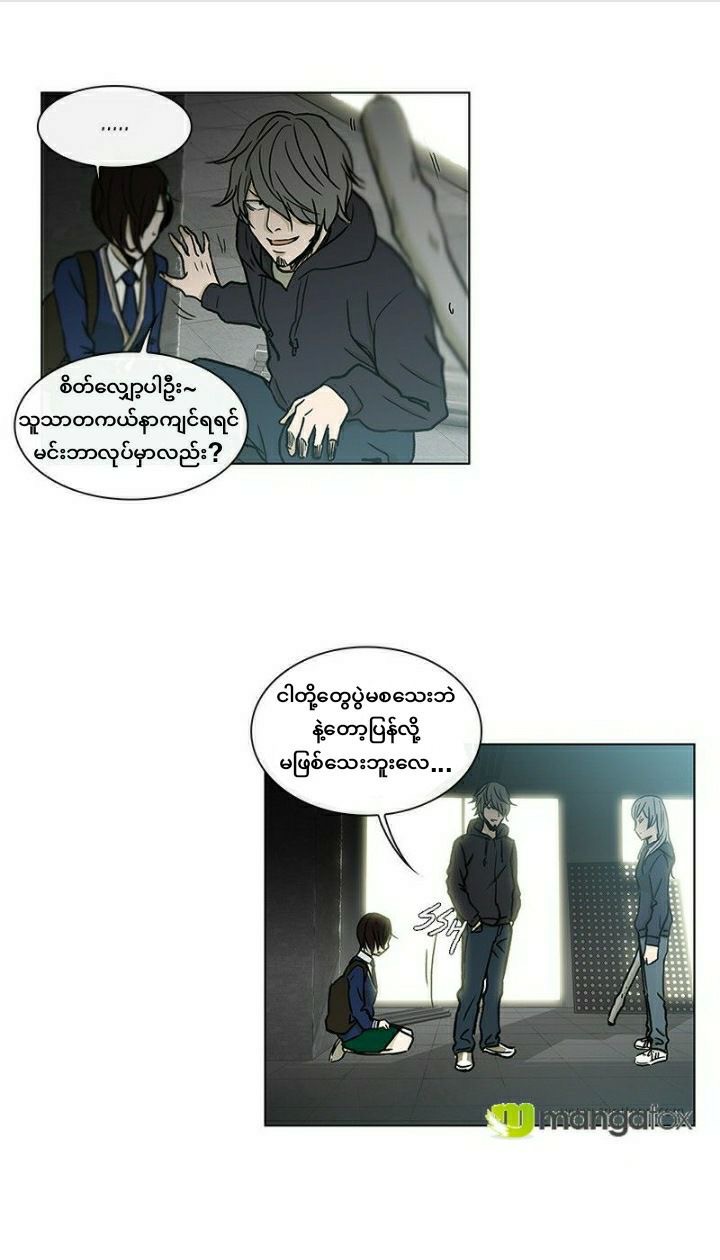 .....
စိတ်လျှော့ပါဦး~
သူသာတကယ်နာကျင်ရရင်
မင်းဘာလုပ်မှာလည်း?
ငါတို့တွေပွဲမစသေးဘဲ
နဲ့တော့ပြန်လို့
မဖြစ်သေးဘူးလေ...
SSH
mangafox